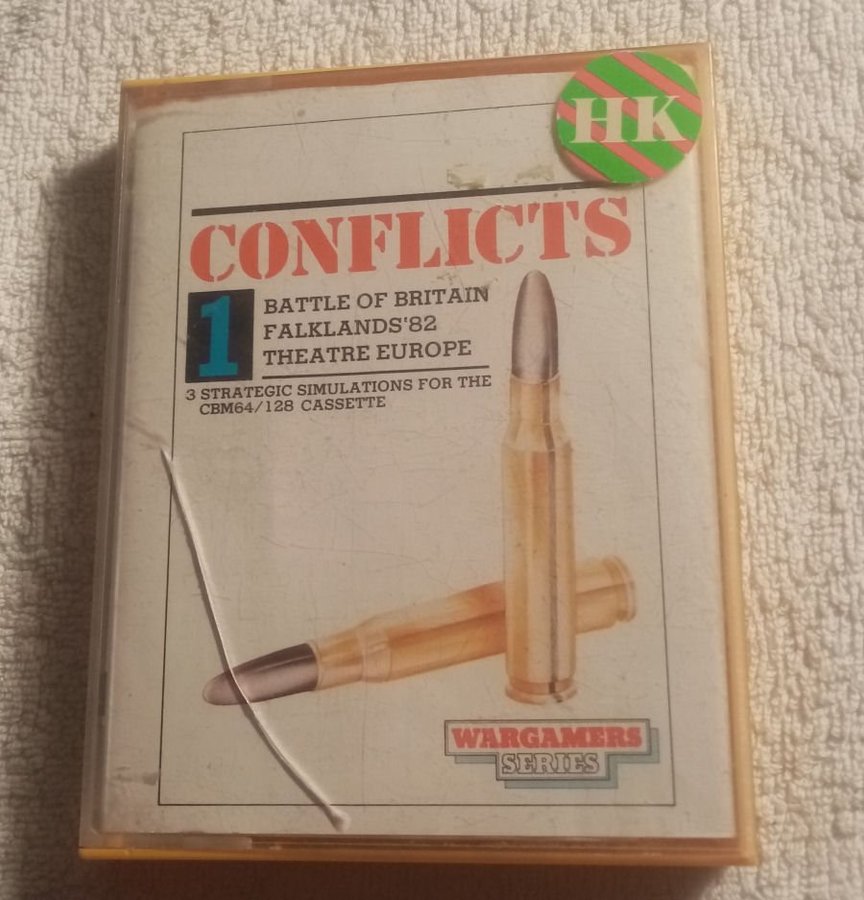 HK
CONFLICTS
1
BATTLE OF BRITAIN
FALKLANDS'82
THEATRE EUROPE
3 STRATEGIC SIMULATIONS FOR THE
CBM64/128 CASSETTE
WARGAMERS
SERIES